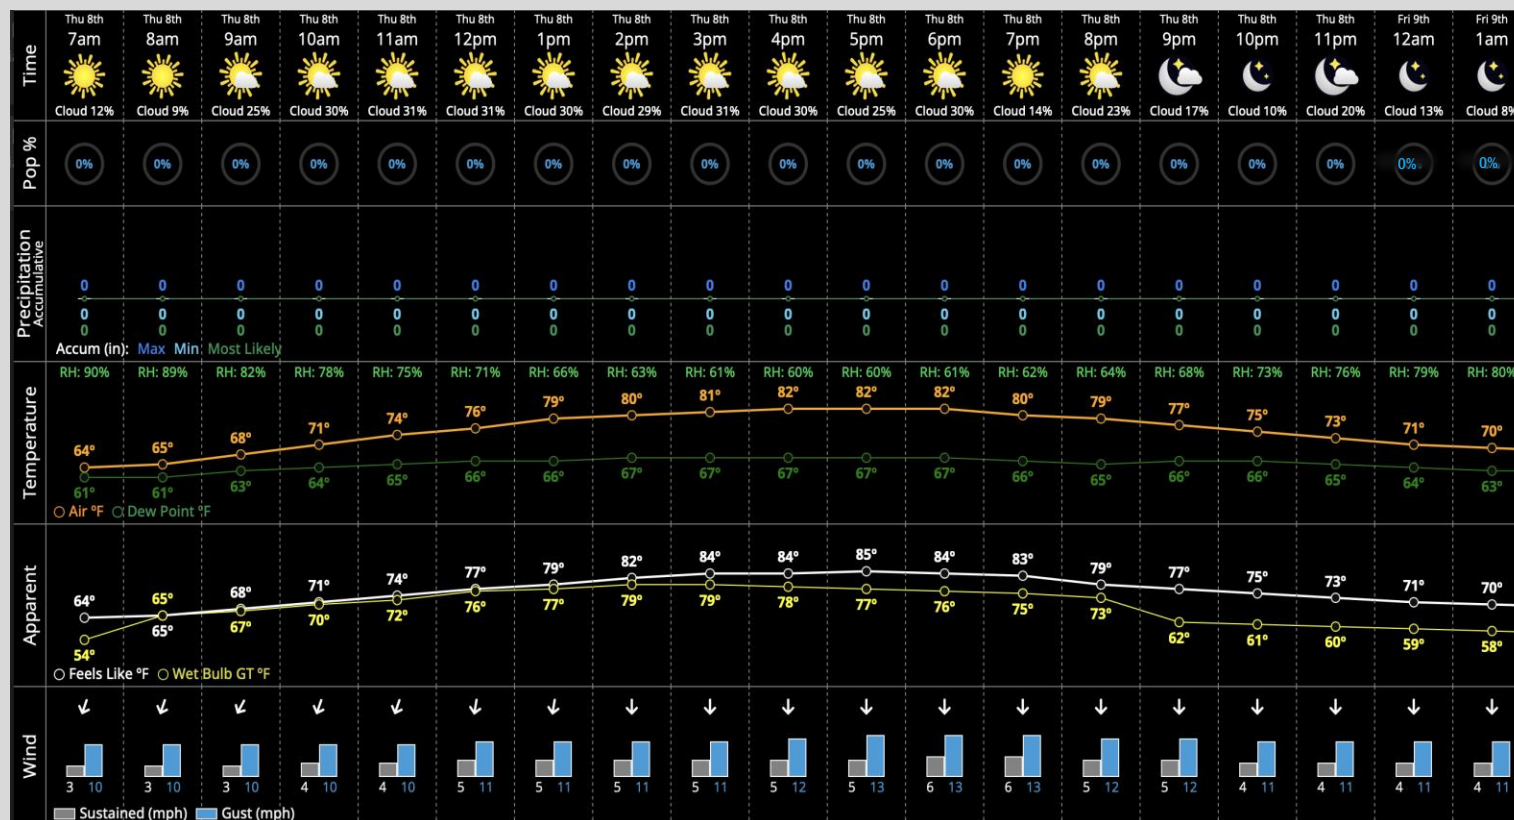 Thu 8th Thu 8th Thu 8th Thu 8th Thu 8th Thu 8th Thu 8th Thu 8th Thu 8th Thu 8th Thu 8th Thu 8th Thu 8th Thu 8th Thu 8th Thu 8th Thu 8th Fri 9th Fri 9th
Time 7am 8am 9am 10am 11am 12pm 1pm 2pm 3pm 4pm 5pm 6pm 7pm 8pm 9pm 10pm 11pm 12am 1am
Cloud 12% Cloud 9% Cloud 25% Cloud 30% Cloud 31% Cloud 31% Cloud 30% Cloud 29% Cloud 31% Cloud 30% Cloud 25% Cloud 30% Cloud 14% Cloud 23% Cloud 17% Cloud 10% Cloud 20% Cloud 13% Cloud 8%
Pop % 0% 0% 0% 0% 0% 0% 0% 0% 0% 0% 0% 0% 0% 0% 0% 0% 0% 0% 0%
Precipitation
Accumulative
0 0 0 0 0 0 0 0 0 0 0 0 0 0 0 0 0 0 0
0 0 0 0 0 0 0 0 0 0 0 0 0 0 0 0 0 0 0
0 0 0 0 0 0 0 0 0 0 0 0 0 0 0 0 0 0 0
Accum (in): Max Min Most Likely
Temperature
RH: 90% RH: 89% RH: 82% RH: 78% RH: 75% RH: 71% RH: 66% RH: 63% RH: 61% RH: 60% RH: 60% RH: 61% RH: 62% RH: 64% RH: 68% RH: 73% RH: 76% RH: 79% RH: 80%
64° 65° 68° 71° 74° 76° 79° 80° 81° 82° 82° 82° 80° 79° 77° 75° 73° 71° 70°
61° 61° 63° 64° 65° 66° 66° 67° 67° 67° 67° 67° 66° 65° 66° 66° 65° 64° 63°
Air °F Dew Point °F
Apparent
64° 65° 68° 71° 74° 77° 79° 82° 84° 84° 85° 84° 83° 79° 77° 75° 73° 71° 70°
54° 65° 67° 70° 72° 76° 77° 79° 79° 78° 77° 76° 75° 73° 62° 61° 60° 59° 58°
Feels Like °F Wet Bulb GT °F
Wind
3 10 3 10 3 10 4 10 4 10 5 11 5 11 5 11 5 11 5 12 5 13 6 13 6 13 5 12 5 12 4 11 4 11 4 11 4 11
Sustained (mph) Gust (mph)